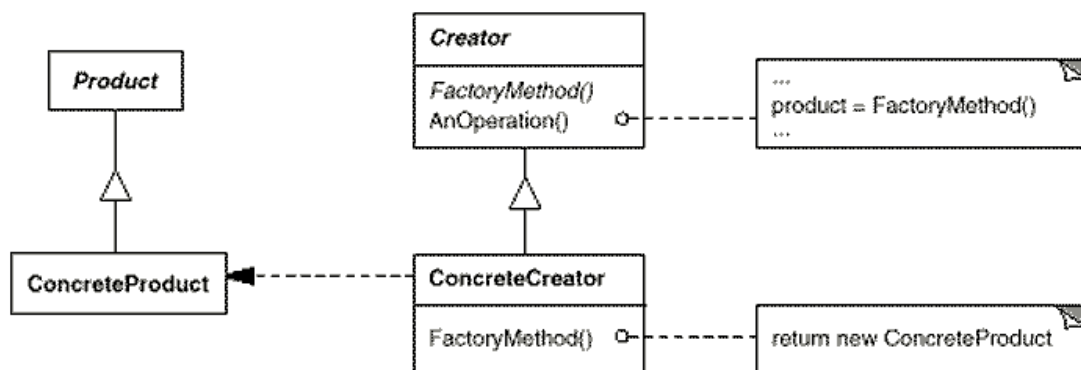 Product
Creator
FactoryMethod()
AnOperation()
...
product = FactoryMethod()
...
ConcreteProduct
ConcreteCreator
FactoryMethod()
return new ConcreteProduct